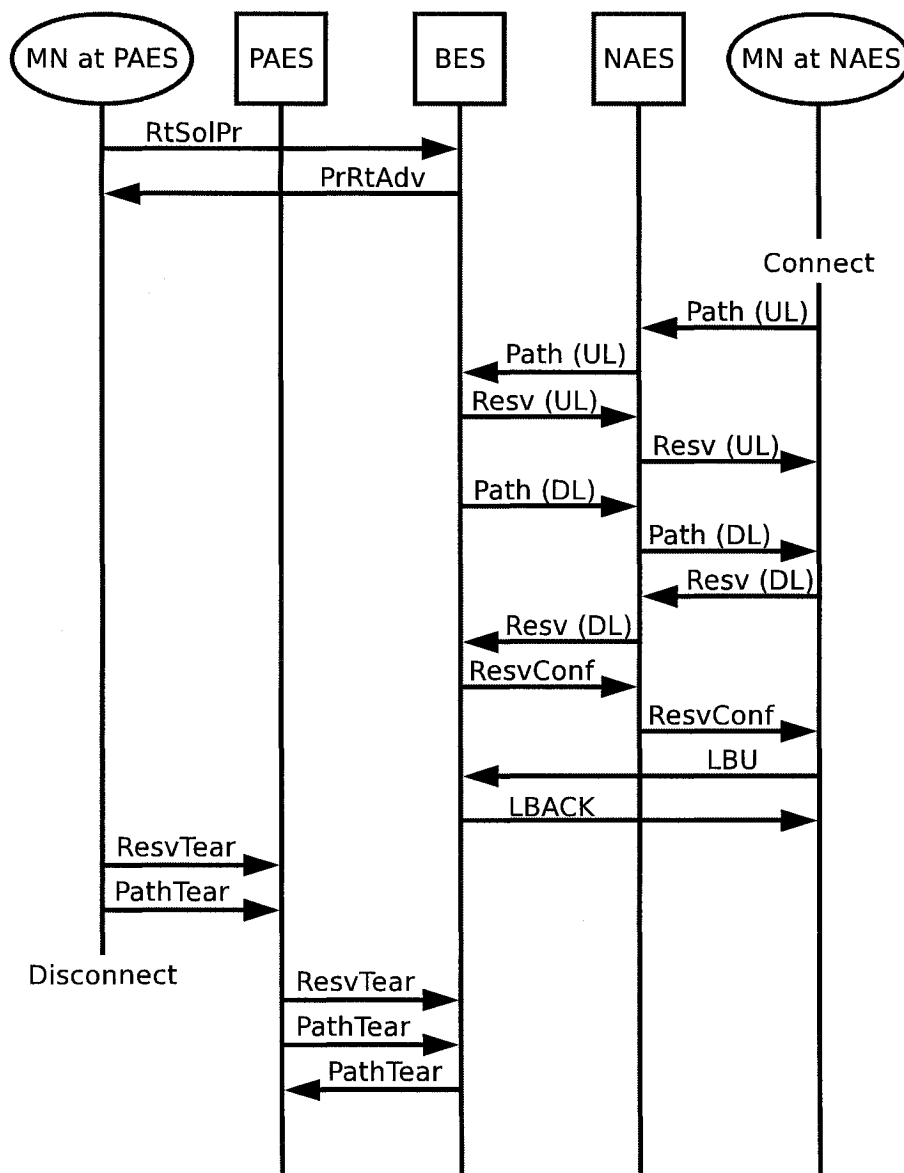 MN at PAES
PAES
BES
NAES
MN at NAES
RtSolPr
PrRtAdv
Connect
Path (UL)
Path (UL)
Resv (UL)
Resv (UL)
Path (DL)
Path (DL)
Resv (DL)
Resv (DL)
ResvConf
ResvConf
LBU
LBACK
ResvTear
PathTear
Disconnect
ResvTear
PathTear
PathTear